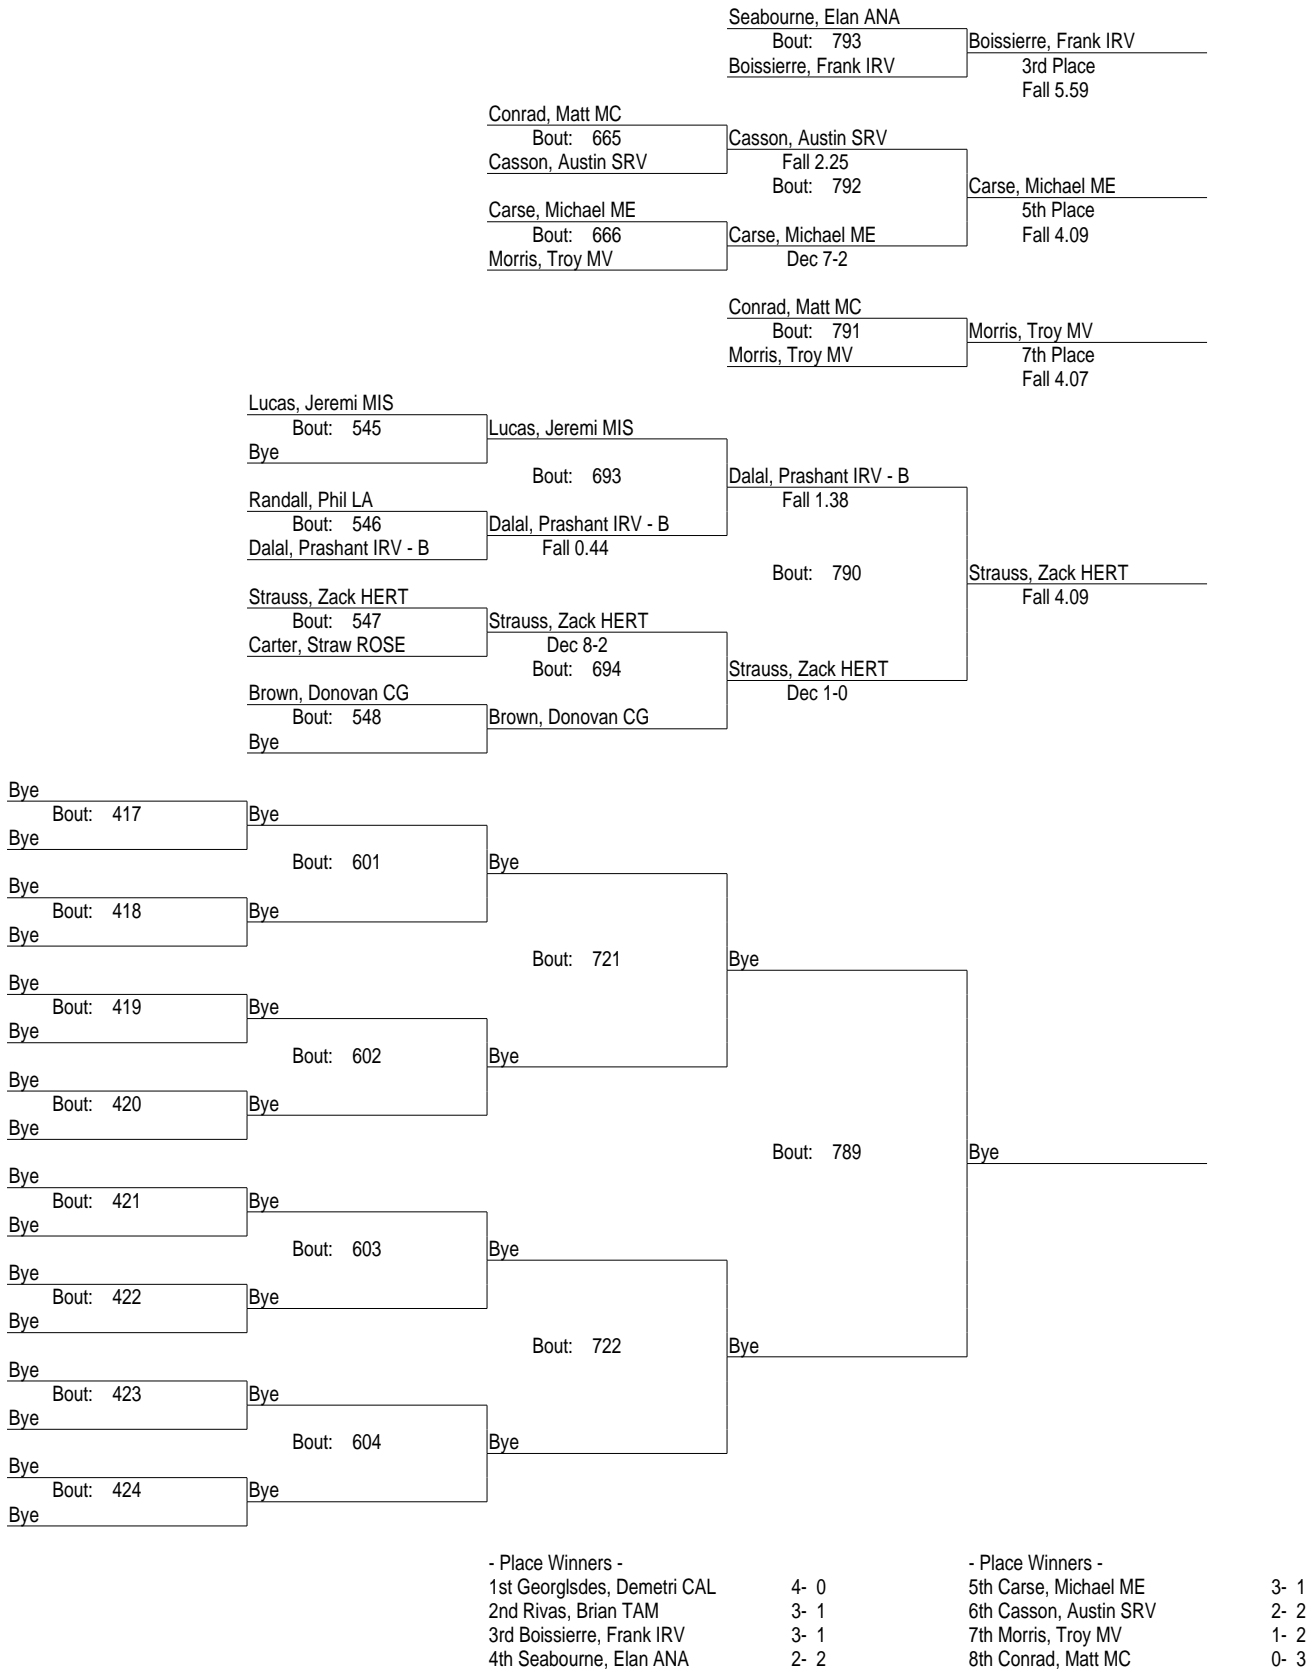 Seabourne, Elan ANA
Bout: 793
Boissierre, Frank IRV
Boissierre, Frank IRV
3rd Place
Fall 5.59
Conrad, Matt MC
Bout: 665
Casson, Austin SRV
Casson, Austin SRV
Fall 2.25
Bout: 792
Carse, Michael ME
5th Place
Fall 4.09
Carse, Michael ME
Bout: 666
Morris, Troy MV
Carse, Michael ME
Dec 7-2
Conrad, Matt MC
Bout: 791
Morris, Troy MV
Morris, Troy MV
7th Place
Fall 4.07
Lucas, Jeremi MIS
Bout: 545
Bye
Lucas, Jeremi MIS
Bout: 693
Randall, Phil LA
Bout: 546
Dalal, Prashant IRV - B
Dalal, Prashant IRV - B
Fall 0.44
Dalal, Prashant IRV - B
Fall 1.38
Bout: 790
Strauss, Zack HERT
Fall 4.09
Strauss, Zack HERT
Bout: 547
Carter, Straw ROSE
Strauss, Zack HERT
Dec 8-2
Bout: 694
Strauss, Zack HERT
Dec 1-0
Brown, Donovan CG
Bout: 548
Bye
Brown, Donovan CG
Bye
Bout: 417
Bye
Bye
Bout: 601
Bye
Bye
Bout: 418
Bye
Bye
Bout: 721
Bye
Bye
Bout: 419
Bye
Bye
Bout: 602
Bye
Bye
Bout: 420
Bye
Bye
Bout: 789
Bye
Bye
Bout: 421
Bye
Bye
Bout: 603
Bye
Bye
Bout: 422
Bye
Bye
Bout: 722
Bye
Bye
Bout: 423
Bye
Bye
Bout: 604
Bye
Bye
Bout: 424
Bye
Bye
- Place Winners -
1st Georglsdes, Demetri CAL 4- 0
2nd Rivas, Brian TAM 3- 1
3rd Boissierre, Frank IRV 3- 1
4th Seabourne, Elan ANA 2- 2
- Place Winners -
5th Carse, Michael ME 3- 1
6th Casson, Austin SRV 2- 2
7th Morris, Troy MV 1- 2
8th Conrad, Matt MC 0- 3